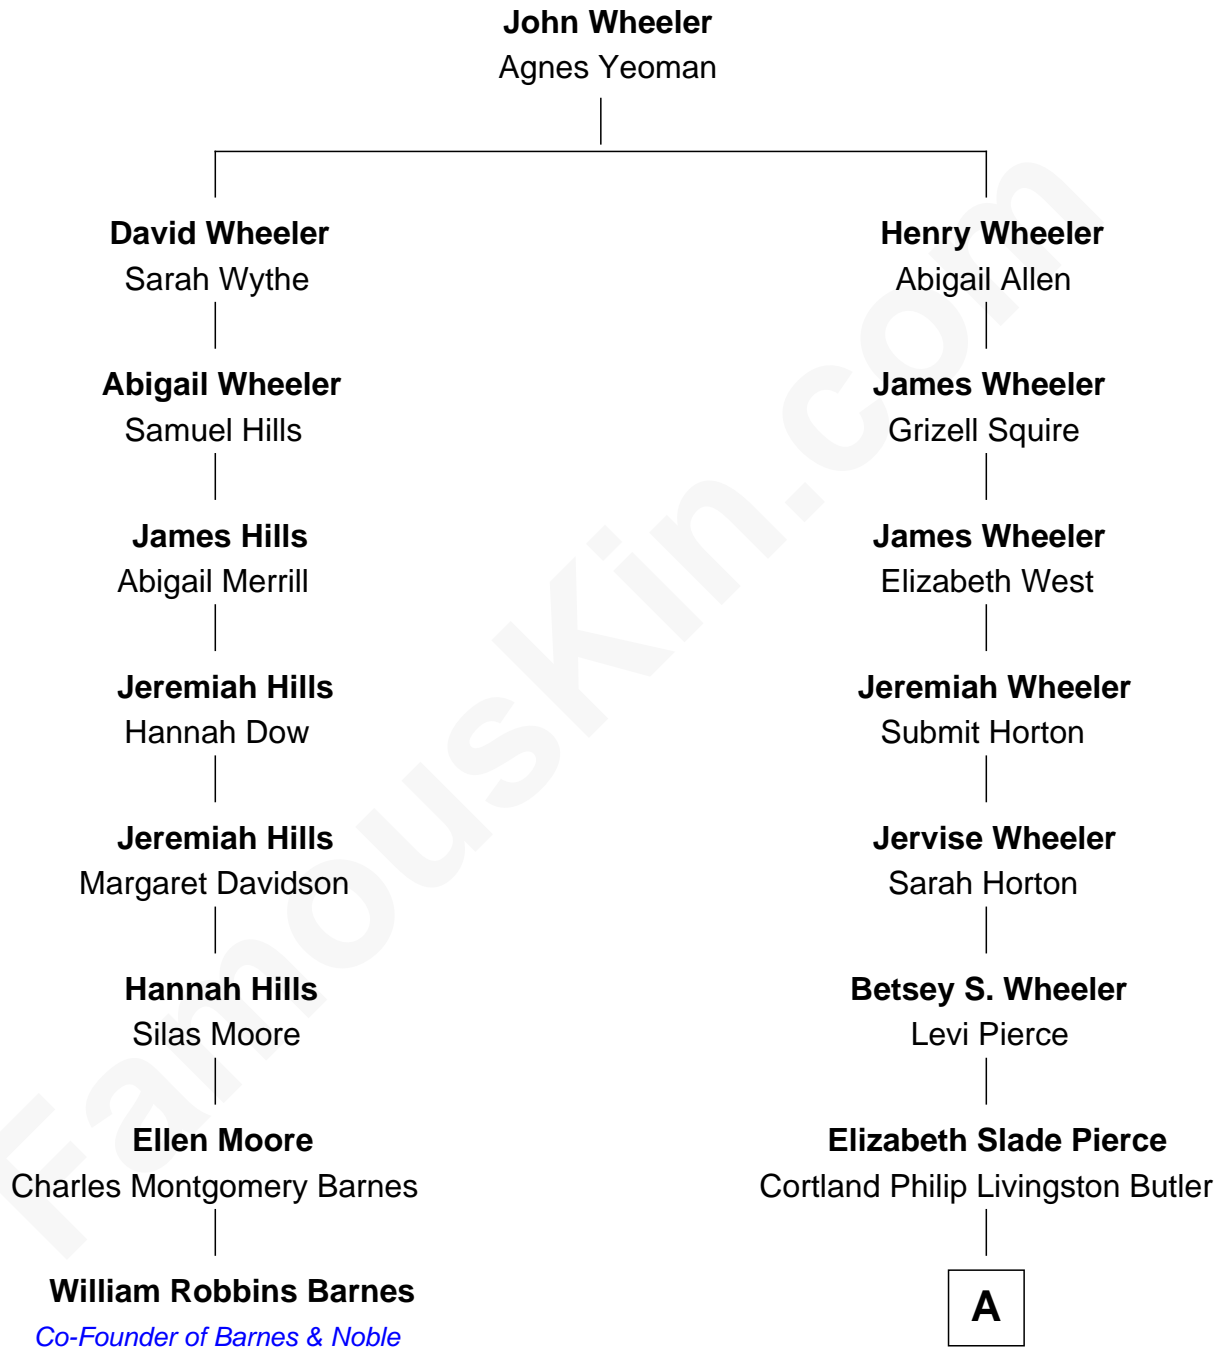 John Wheeler
Agnes Yeoman
David Wheeler
Sarah Wythe
Abigail Wheeler
Samuel Hills
James Hills
Abigail Merrill
Jeremiah Hills
Hannah Dow
Jeremiah Hills
Margaret Davidson
Hannah Hills
Silas Moore
Ellen Moore
Charles Montgomery Barnes
William Robbins Barnes
Co-Founder of Barnes & Noble
Henry Wheeler
Abigail Allen
James Wheeler
Grizell Squire
James Wheeler
Elizabeth West
Jeremiah Wheeler
Submit Horton
Jervise Wheeler
Sarah Horton
Betsey S. Wheeler
Levi Pierce
Elizabeth Slade Pierce
Cortland Philip Livingston Butler
A
FamousKin.com